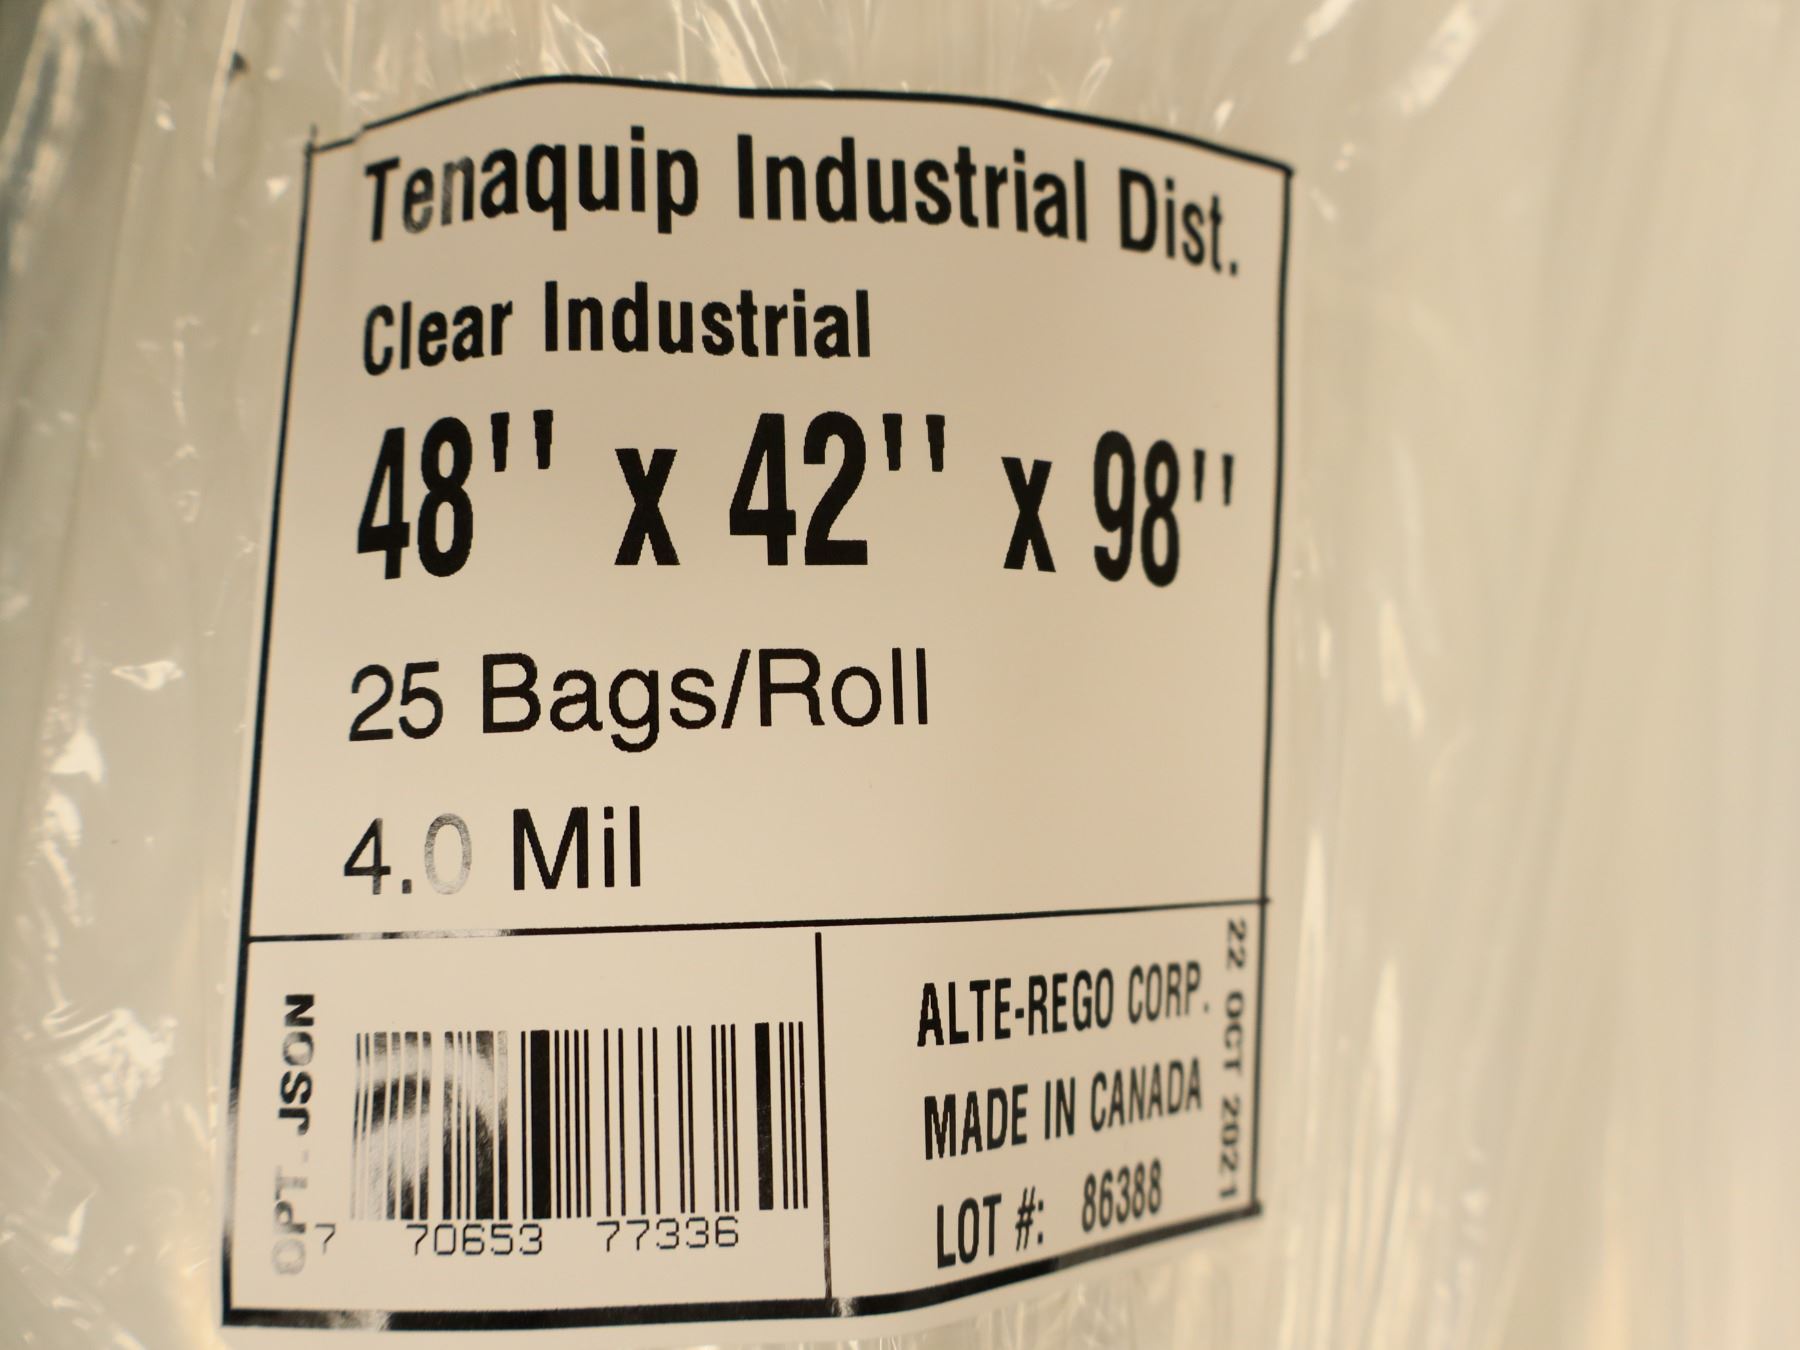 Tenaquip Industrial Dist.
Clear Industrial
48'' x 42'' x 98''
25 Bags/Roll
4.0 Mil
OPT. JSON
7 70653 77336
ALTE-REGO CORP.
MADE IN CANADA
LOT #: 86388
22 OCT 2021